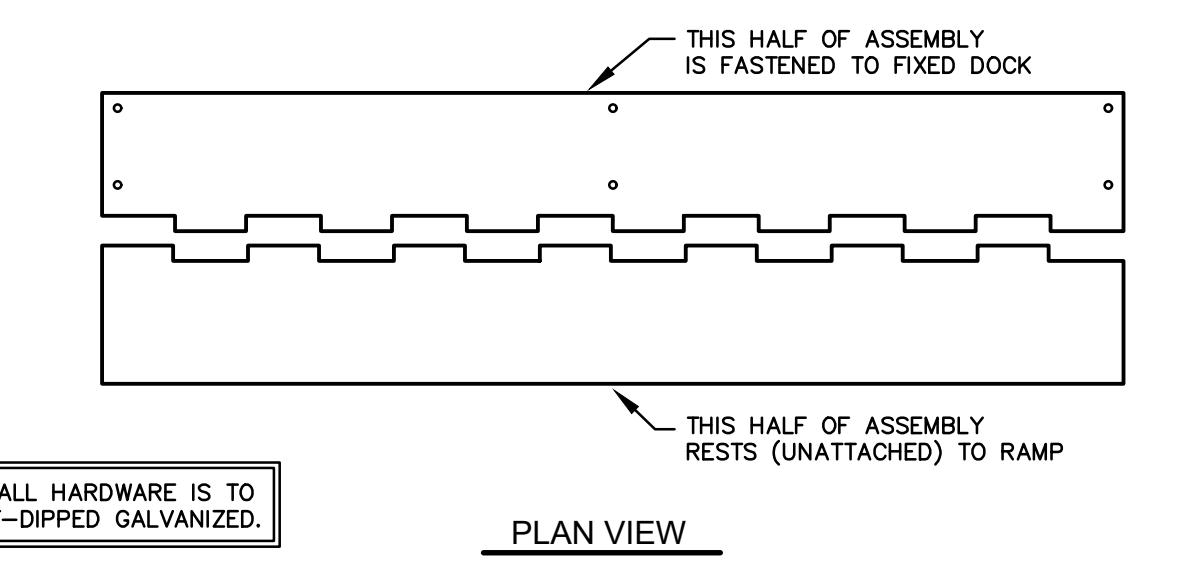 THIS HALF OF ASSEMBLY
IS FASTENED TO FIXED DOCK
THIS HALF OF ASSEMBLY
RESTS (UNATTACHED) TO RAMP
ALL HARDWARE IS TO
-DIPPED GALVANIZED.
PLAN VIEW